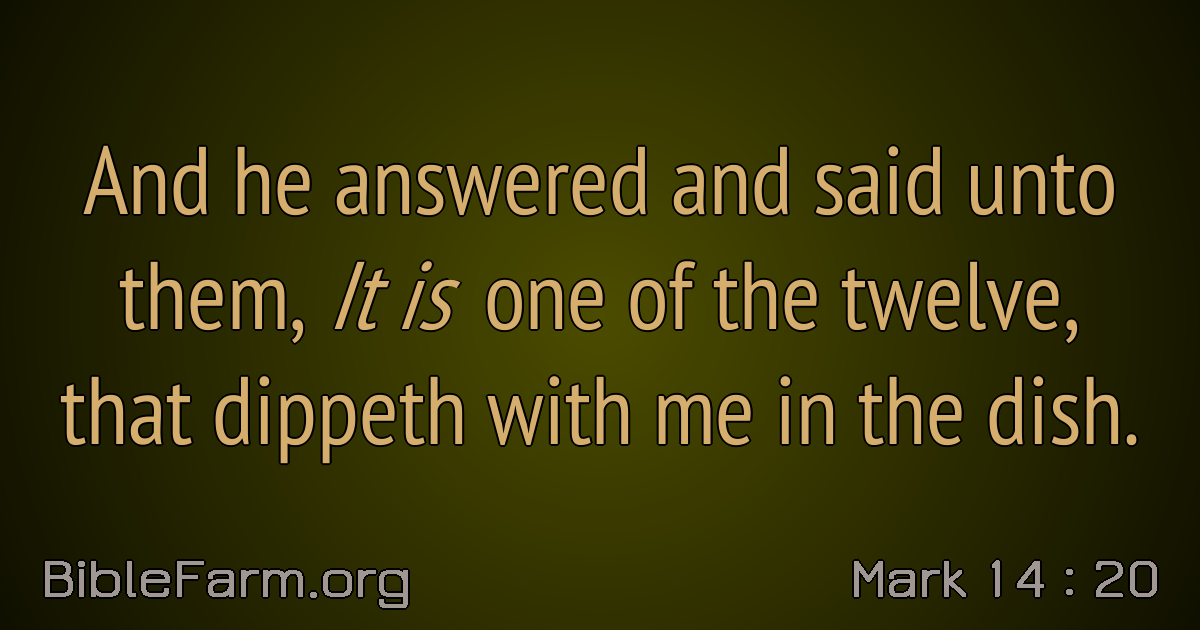 And he answered and said unto
them, It is one of the twelve,
that dippeth with me in the dish.
BibleFarm.org
Mark 14 : 20